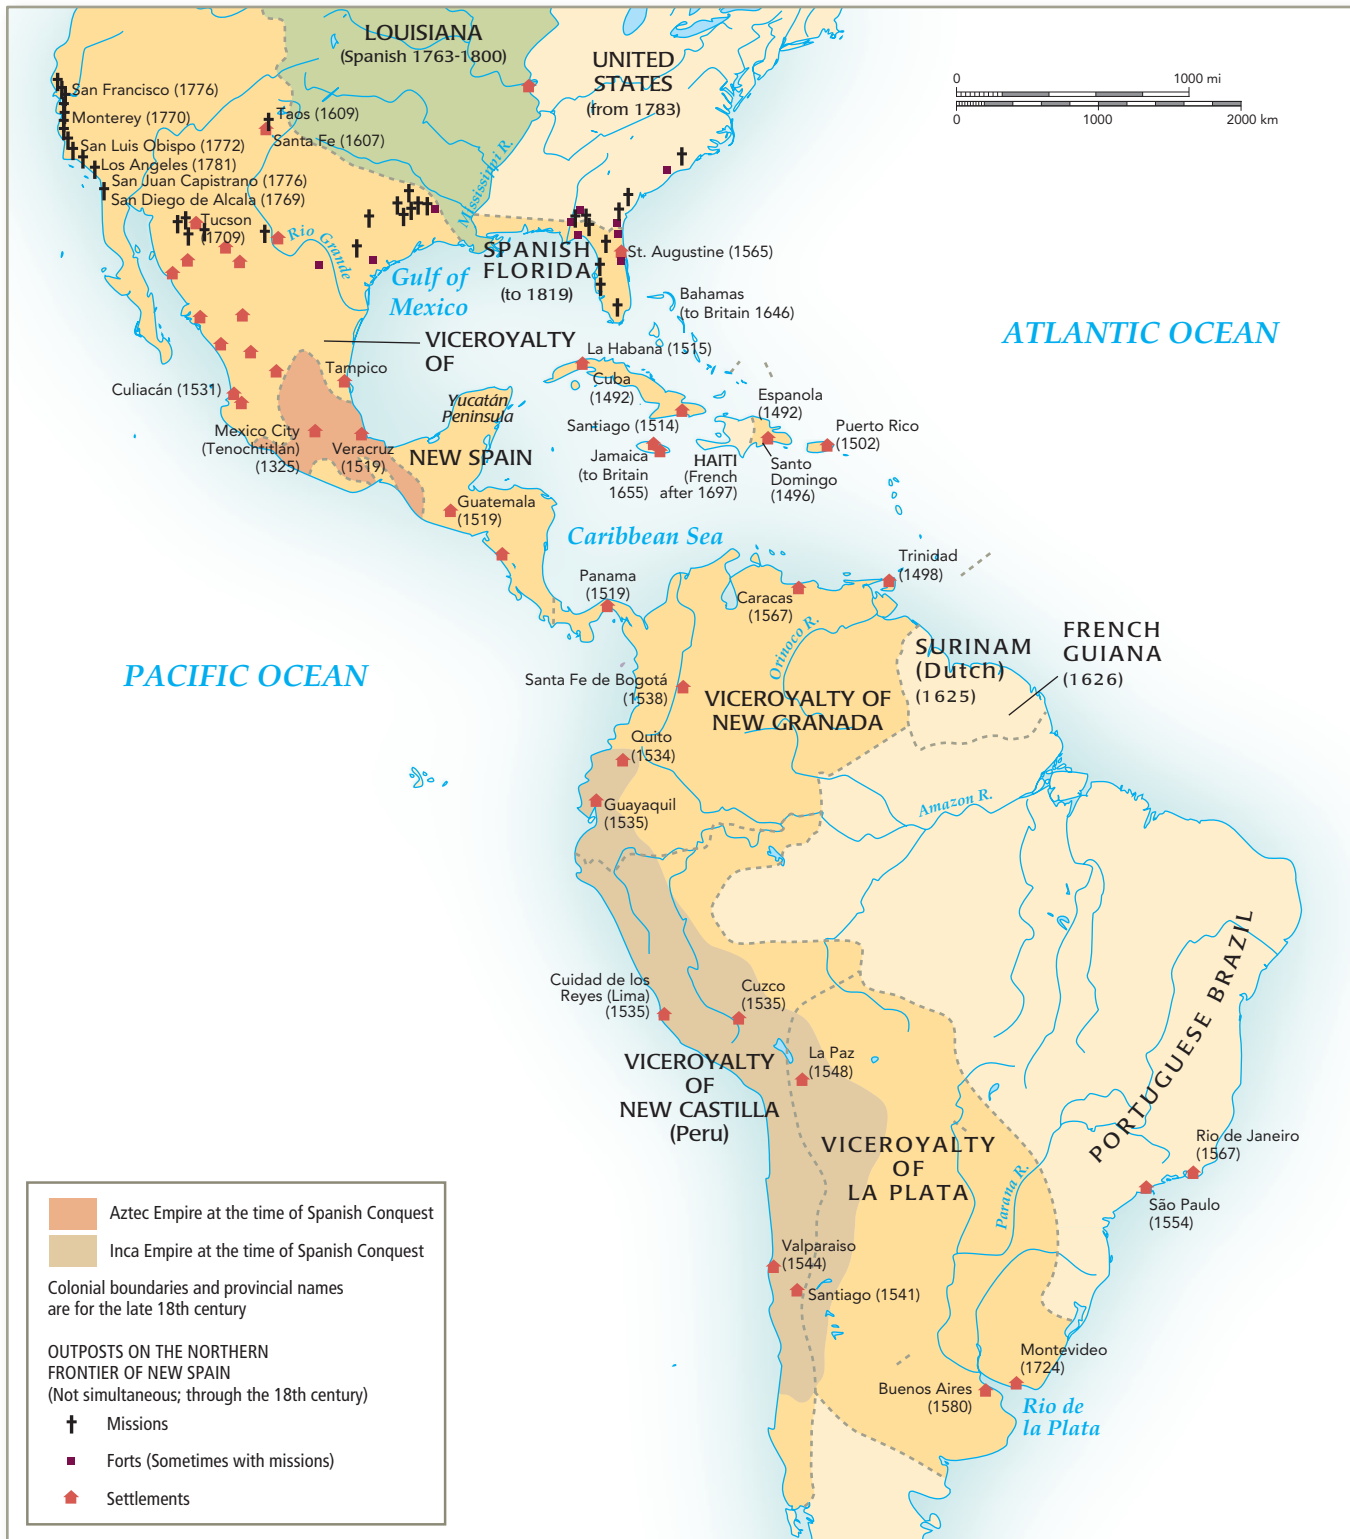 LOUISIANA
(Spanish 1763-1800)
UNITED
STATES
(from 1783)
0
1000 mi
0
1000
2000 km
San Francisco (1776)
Monterey (1770)
San Luis Obispo (1772)
Los Angeles (1781)
San Juan Capistrano (1776)
San Diego de Alcala (1769)
Taos (1609)
Santa Fe (1607)
Mississippi R.
Tucson
(1709)
Rio Grande
SPANISH
FLORIDA
(to 1819)
St. Augustine (1565)
Gulf of
Mexico
Bahamas
(to Britain 1646)
ATLANTIC OCEAN
VICEROYALTY
OF
NEW SPAIN
La Habana (1515)
Cuba
(1492)
Tampico
Culiacán (1531)
Yucatán
Peninsula
Espanola
(1492)
Santiago (1514)
Puerto Rico
(1502)
Mexico City
(Tenochtitlán)
(1325)
Veracruz
(1519)
Jamaica
(to Britain
1655)
HAITI
(French
after 1697)
Santo
Domingo
(1496)
Guatemala
(1519)
Caribbean Sea
Trinidad
(1498)
Panama
(1519)
Caracas
(1567)
Orinoco R.
SURINAM
(Dutch)
(1625)
FRENCH
GUIANA
(1626)
PACIFIC OCEAN
Santa Fe de Bogotá
(1538)
VICEROYALTY OF
NEW GRANADA
Quito
(1534)
Guayaquil
(1535)
Amazon R.
PORTUGUESE BRAZIL
Cuidad de los
Reyes (Lima)
(1535)
Cuzco
(1535)
VICEROYALTY
OF
NEW CASTILLA
(Peru)
La Paz
(1548)
VICEROYALTY
OF
LA PLATA
Parana R.
Rio de Janeiro
(1567)
São Paulo
(1554)
Valparaiso
(1544)
Santiago (1541)
Montevideo
(1724)
Buenos Aires
(1580)
Rio de
la Plata
Aztec Empire at the time of Spanish Conquest
Inca Empire at the time of Spanish Conquest
Colonial boundaries and provincial names
are for the late 18th century
OUTPOSTS ON THE NORTHERN
FRONTIER OF NEW SPAIN
(Not simultaneous; through the 18th century)
Missions
Forts (Sometimes with missions)
Settlements